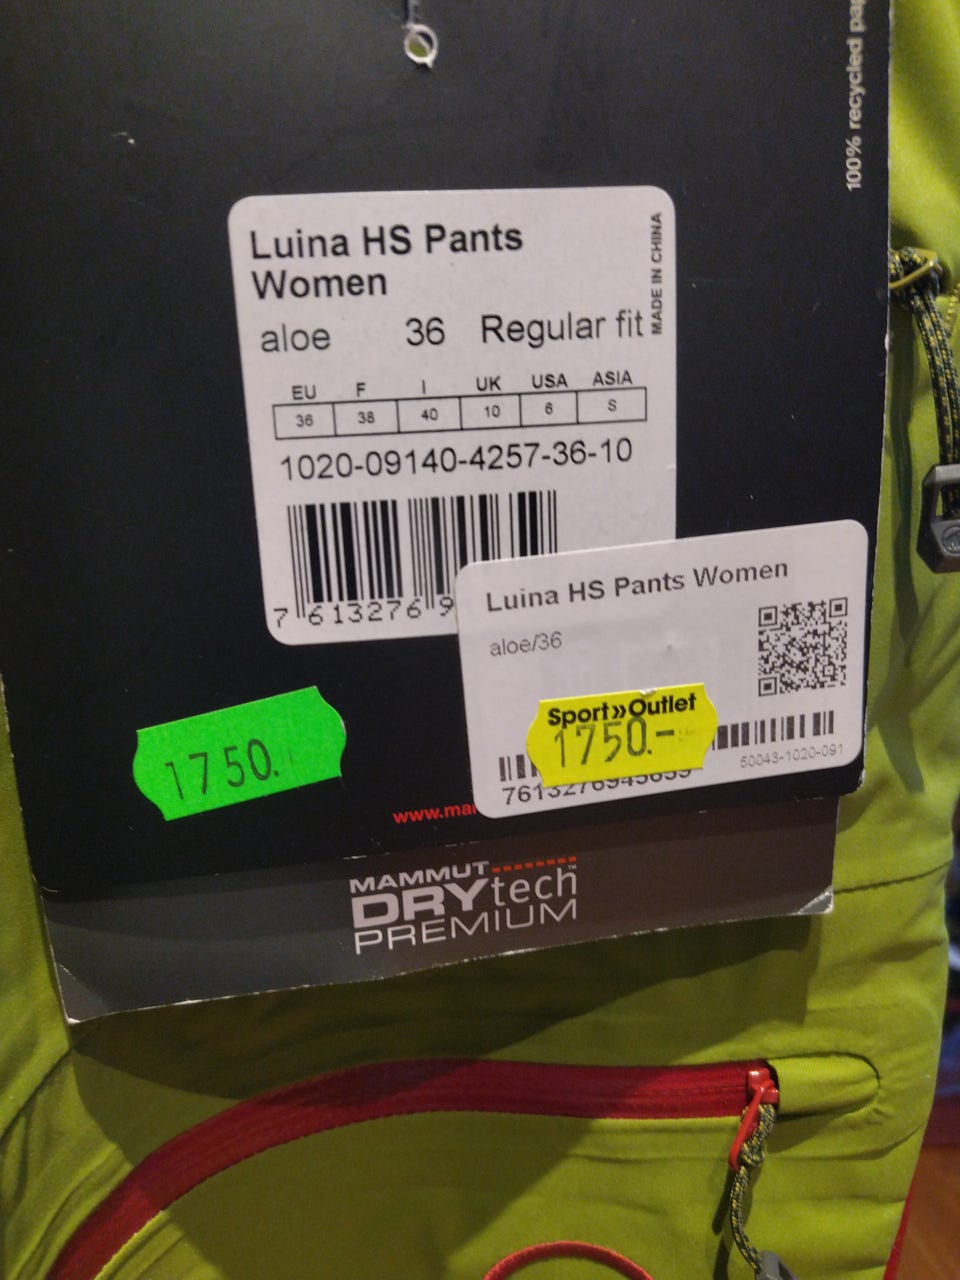 100% recycled
Luina HS Pants
Women
MADE IN CHINA
aloe 36 Regular fit
EU F I UK USA ASIA
36 38 40 10 6 S
1020-09140-4257-36-10
7 613276 9
Luina HS Pants Women
aloe/36
Sport»Outlet
1750.-
50043-1020-091
1750.
www.ma
MAMMUT
DRYtech™
PREMIUM